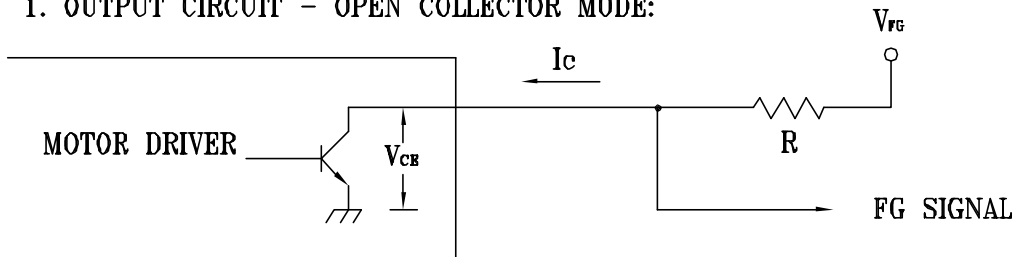 1. OUTPUT CIRCUIT - OPEN COLLECTOR MODE:
VFG
Ic
MOTOR DRIVER
VCE
R
FG SIGNAL